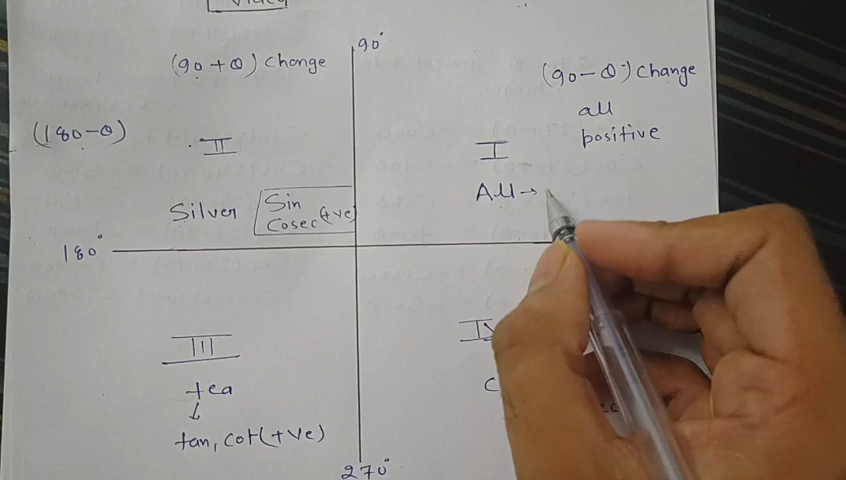 Video
90°
(90 + θ) Change
(90 - θ) Change
all
positive
(180-θ)
II
I
All →
Silver
Sin
Cosec (+ve)
180°
III
IV
tea
↓
tan, cot (+ve)
C
270°